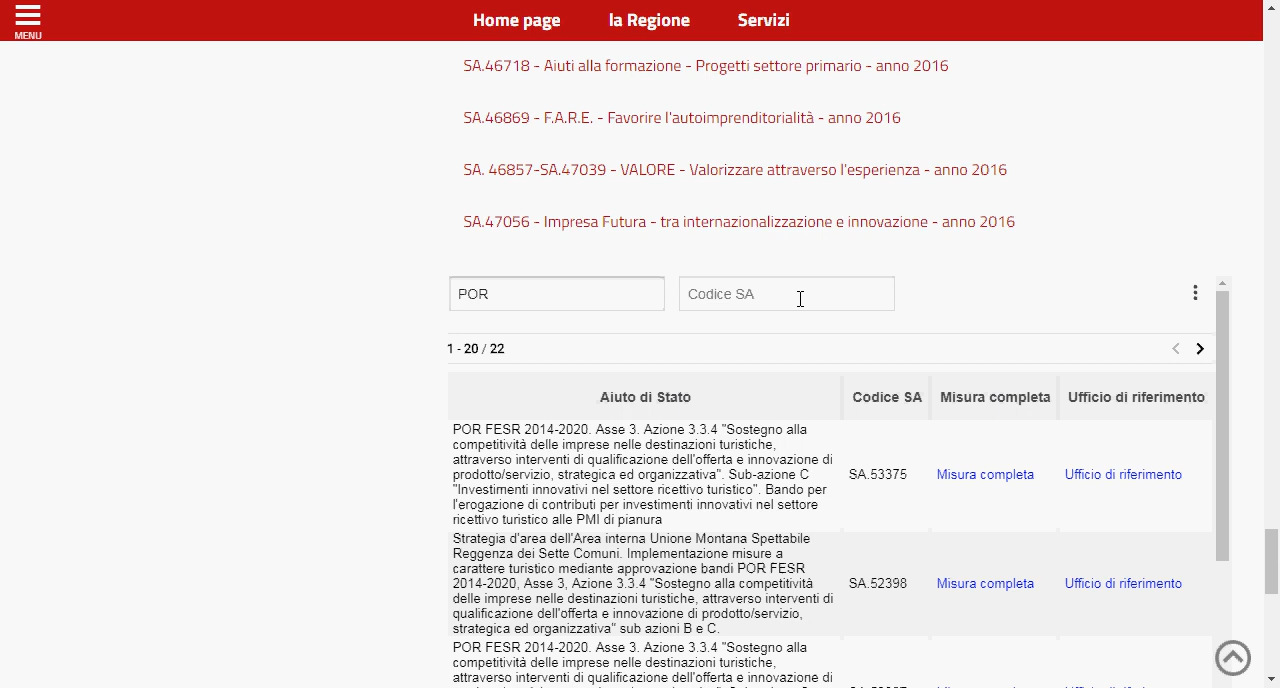 MENU
Home page
la Regione
Servizi
SA.46718 - Aiuti alla formazione - Progetti settore primario - anno 2016
SA.46869 - F.A.R.E. - Favorire l'autoimprenditorialità - anno 2016
SA. 46857-SA.47039 - VALORE - Valorizzare attraverso l'esperienza - anno 2016
SA.47056 - Impresa Futura - tra internazionalizzazione e innovazione - anno 2016
POR
Codice SA
1 - 20 / 22
Aiuto di Stato
Codice SA
Misura completa
Ufficio di riferimento
POR FESR 2014-2020. Asse 3. Azione 3.3.4 "Sostegno alla
competitività delle imprese nelle destinazioni turistiche,
attraverso interventi di qualificazione dell'offerta e innovazione di
prodotto/servizio, strategica ed organizzativa". Sub-azione C
"Investimenti innovativi nel settore ricettivo turistico". Bando per
l'erogazione di contributi per investimenti innovativi nel settore
ricettivo turistico alle PMI di pianura
SA.53375
Misura completa
Ufficio di riferimento
Strategia d'area dell'Area interna Unione Montana Spettabile
Reggenza dei Sette Comuni. Implementazione misure a
carattere turistico mediante approvazione bandi POR FESR
2014-2020, Asse 3, Azione 3.3.4 "Sostegno alla competitività
delle imprese nelle destinazioni turistiche, attraverso interventi di
qualificazione dell'offerta e innovazione di prodotto/servizio,
strategica ed organizzativa" sub azioni B e C.
SA.52398
Misura completa
Ufficio di riferimento
POR FESR 2014-2020. Asse 3. Azione 3.3.4 "Sostegno alla
competitività delle imprese nelle destinazioni turistiche,
attraverso interventi di qualificazione dell'offerta e innovazione di